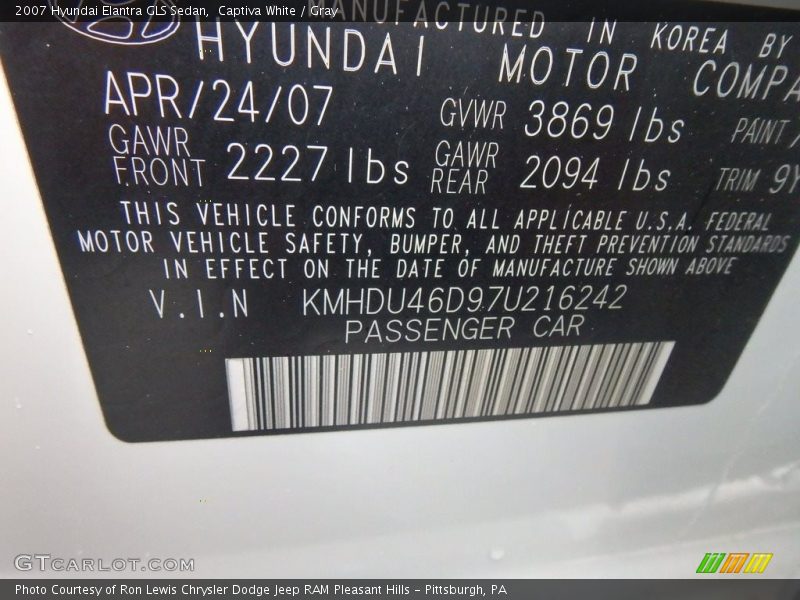 2007 Hyundai Elantra GLS Sedan, Captiva White / Gray
MANUFACTURED IN KOREA BY
HYUNDAI MOTOR
APR/24/07 GVWR 3869 lbs PAINT
GAWR FRONT 2227 lbs GAWR REAR 2094 lbs TRIM 9Y
THIS VEHICLE CONFORMS TO ALL APPLICABLE U.S.A. FEDERAL
MOTOR VEHICLE SAFETY, BUMPER, AND THEFT PREVENTION STANDARDS
IN EFFECT ON THE DATE OF MANUFACTURE SHOWN ABOVE
V.I.N KMHDU46D97U216242
PASSENGER CAR
GTCARLOT.COM
Photo Courtesy of Ron Lewis Chrysler Dodge Jeep RAM Pleasant Hills - Pittsburgh, PA